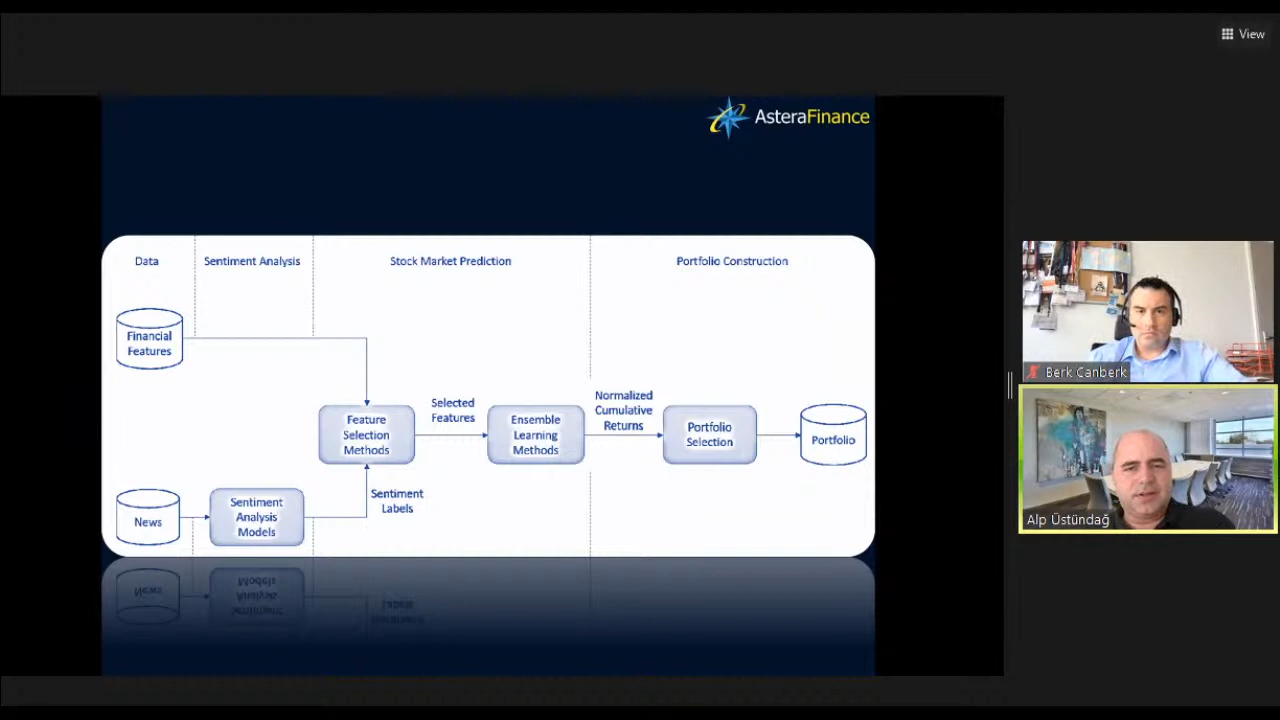 View
AsteraFinance
Data
Sentiment Analysis
Stock Market Prediction
Portfolio Construction
Financial
Features
Feature
Selection
Methods
Selected
Features
Ensemble
Learning
Methods
Normalized
Cumulative
Returns
Portfolio
Selection
Portfolio
News
Sentiment
Analysis
Models
Sentiment
Labels
Berk Canberk
Alp Üstündağ